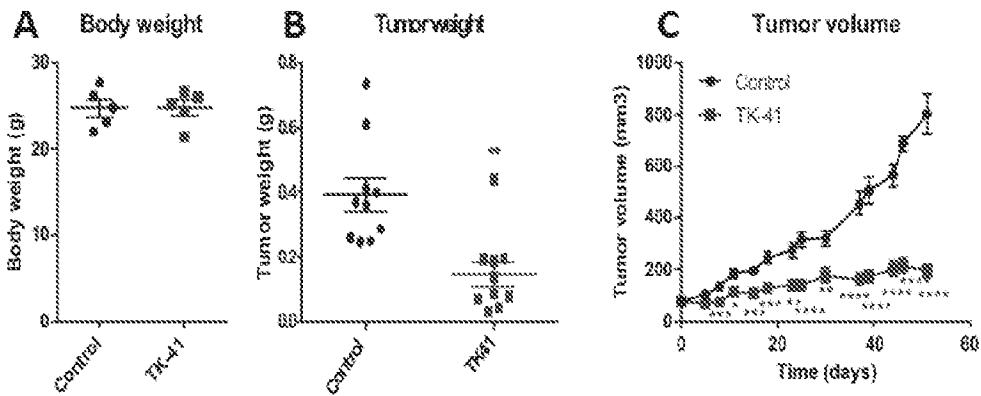 A Body weight
Body weight (g)
30
20
10
0
Control
TK-41
B Tumor weight
Tumor weight (g)
0.8
0.6
0.4
0.2
0.0
**
Control
C Tumor volume
Tumor volume (mm3)
1000
800
600
400
200
0
Control
TK-41
0 20 40 60
Time (days)